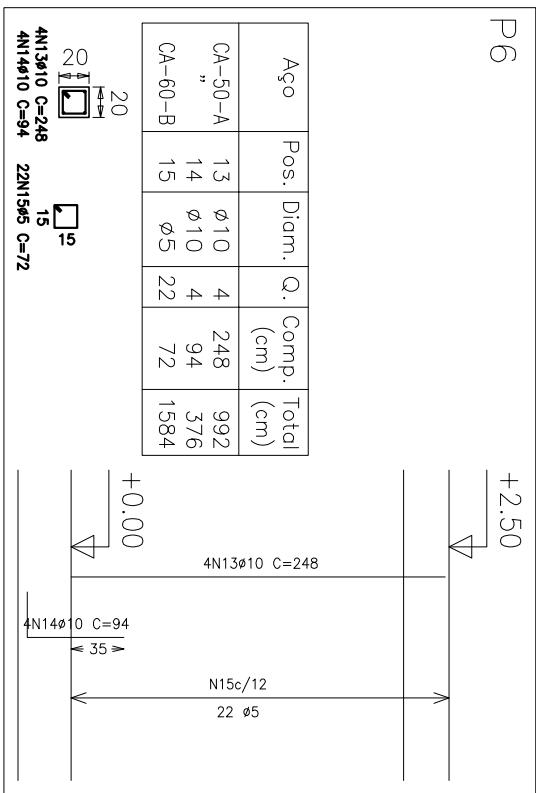 P6
Aço Pos. Diam. Q. Comp. (cm) Total (cm)
CA-50-A 13 ø10 4 248 992
" 14 ø10 4 94 376
CA-60-B 15 ø5 22 72 1584
20
20
4N13ø10 C=248
4N14ø10 C=94
15
15
22N15ø5 C=72
+2.50
+0.00
4N13ø10 C=248
4N14ø10 C=94
35
N15c/12
22 ø5